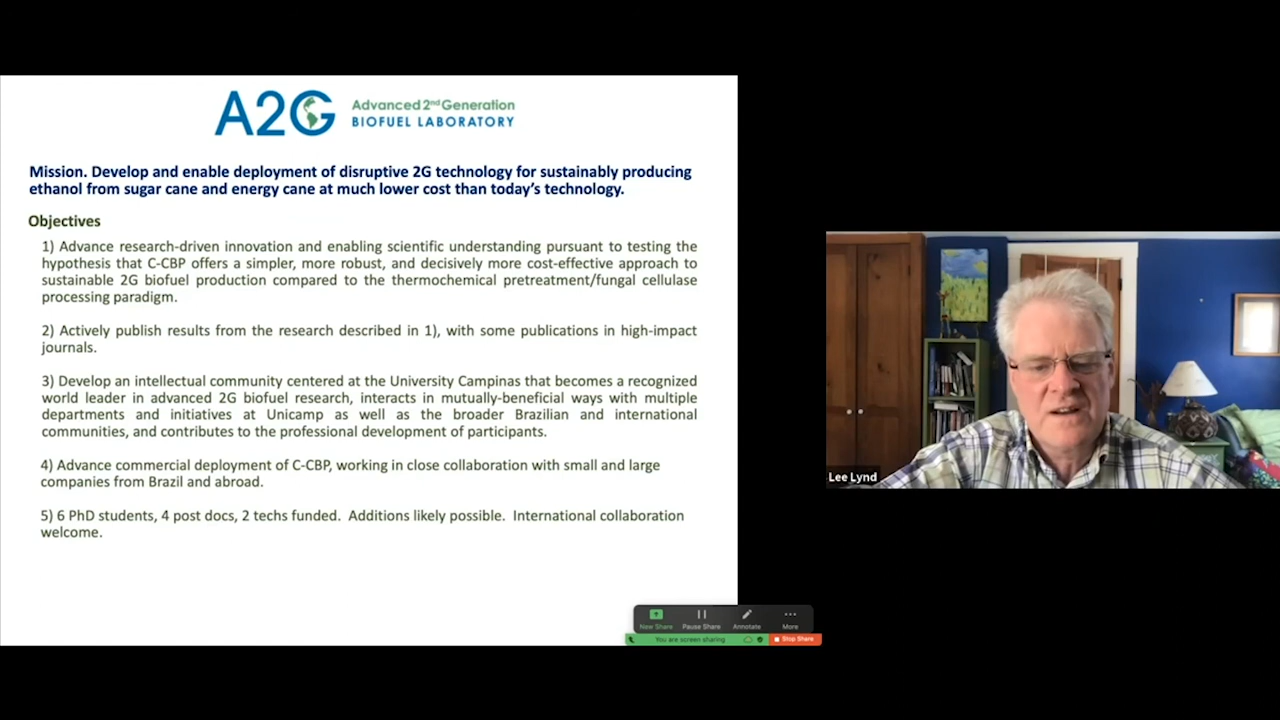 A2G
Advanced 2nd Generation
BIOFUEL LABORATORY
Mission. Develop and enable deployment of disruptive 2G technology for sustainably producing
ethanol from sugar cane and energy cane at much lower cost than today's technology.
Objectives
1) Advance research-driven innovation and enabling scientific understanding pursuant to testing the
hypothesis that C-CBP offers a simpler, more robust, and decisively more cost-effective approach to
sustainable 2G biofuel production compared to the thermochemical pretreatment/fungal cellulase
processing paradigm.
2) Actively publish results from the research described in 1), with some publications in high-impact
journals.
3) Develop an intellectual community centered at the University Campinas that becomes a recognized
world leader in advanced 2G biofuel research, interacts in mutually-beneficial ways with multiple
departments and initiatives at Unicamp as well as the broader Brazilian and international
communities, and contributes to the professional development of participants.
4) Advance commercial deployment of C-CBP, working in close collaboration with small and large
companies from Brazil and abroad.
5) 6 PhD students, 4 post docs, 2 techs funded. Additions likely possible. International collaboration
welcome.
Lee Lynd
New Share Pause Share Annotate More
You are screen sharing Stop Share